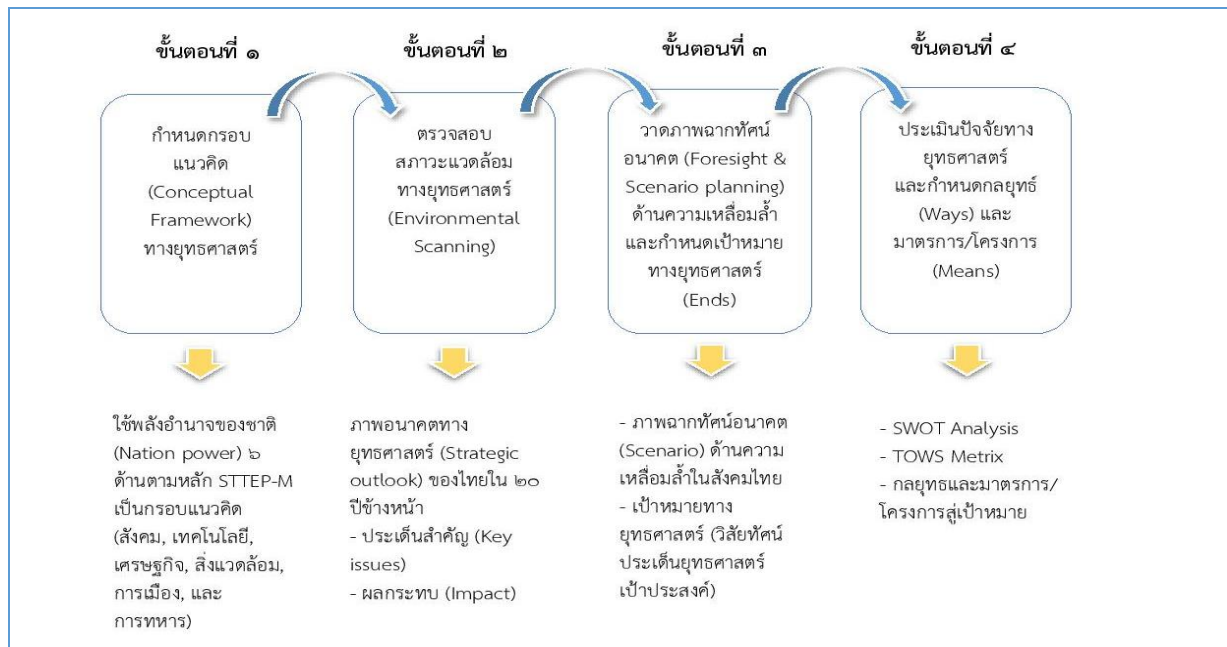 ขั้นตอนที่ ๑
ขั้นตอนที่ ๒
ขั้นตอนที่ ๓
ขั้นตอนที่ ๔
กำหนดกรอบ
แนวคิด
(Conceptual
Framework)
ทางยุทธศาสตร์
ตรวจสอบ
สภาวะแวดล้อม
ทางยุทธศาสตร์
(Environmental
Scanning)
วาดภาพฉากทัศน์
อนาคต (Foresight &
Scenario planning)
ด้านความเหลื่อมล้ำ
และกำหนดเป้าหมาย
ทางยุทธศาสตร์
(Ends)
ประเมินปัจจัยทาง
ยุทธศาสตร์
และกำหนดกลยุทธ์
(Ways) และ
มาตรการ/โครงการ
(Means)
ใช้พลังอำนาจของชาติ
(Nation power) ๖
ด้านตามหลัก STTEP-M
เป็นกรอบแนวคิด
(สังคม, เทคโนโลยี,
เศรษฐกิจ, สิ่งแวดล้อม,
การเมือง, และ
การทหาร)
ภาพอนาคตทาง
ยุทธศาสตร์ (Strategic
outlook) ของไทยใน ๒๐
ปีข้างหน้า
- ประเด็นสำคัญ (Key
issues)
- ผลกระทบ (Impact)
- ภาพฉากทัศน์อนาคต
(Scenario) ด้านความ
เหลื่อมล้ำในสังคมไทย
- เป้าหมายทาง
ยุทธศาสตร์ (วิสัยทัศน์
ประเด็นยุทธศาสตร์
เป้าประสงค์)
- SWOT Analysis
- TOWS Metrix
- กลยุทธและมาตรการ/
โครงการสู่เป้าหมาย